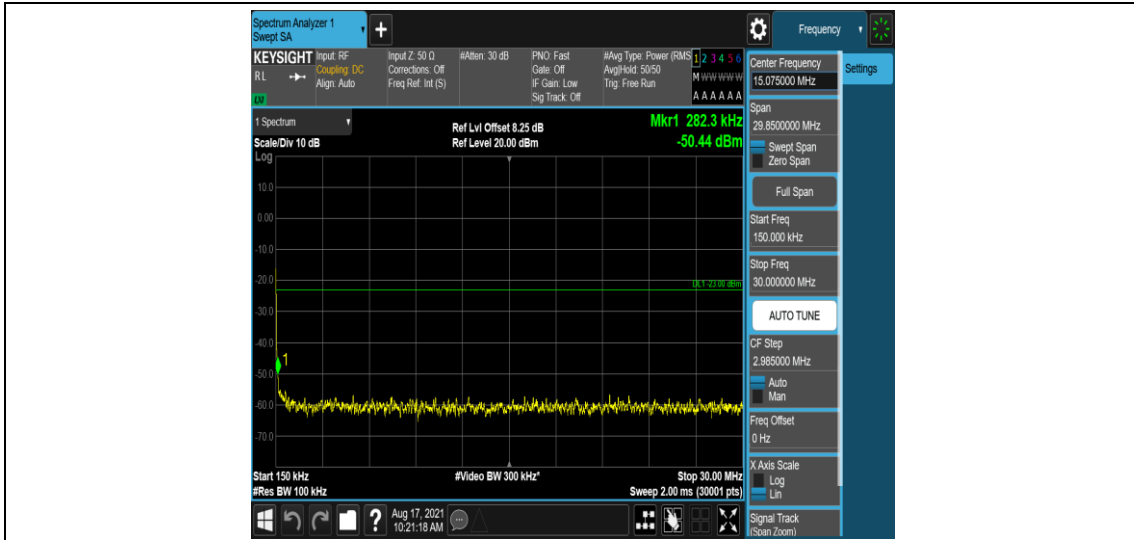 Spectrum Analyzer 1
Swept SA
Frequency
KEYSIGHT
RL
LXI
Input: RF
Coupling: DC
Align: Auto
Input Z: 50 Ω
Corrections: Off
Freq Ref: Int (S)
#Atten: 30 dB
PNO: Fast
Gate: Off
IF Gain: Low
Sig Track: Off
#Avg Type: Power (RMS
Avg|Hold: 50/50
Trig: Free Run
1 2 3 4 5 6
M W W W W W
A A A A A A
1 Spectrum
Scale/Div 10 dB
Ref Lvl Offset 8.25 dB
Ref Level 20.00 dBm
Mkr1 282.3 kHz
-50.44 dBm
Log
10.0
0.00
-10.0
-20.0
DL1 -23.00 dBm
-30.0
-40.0
1
-50.0
-60.0
-70.0
Start 150 kHz
#Res BW 100 kHz
#Video BW 300 kHz*
Stop 30.00 MHz
Sweep 2.00 ms (30001 pts)
Center Frequency
15.075000 MHz
Settings
Span
29.8500000 MHz
Swept Span
Zero Span
Full Span
Start Freq
150.000 kHz
Stop Freq
30.000000 MHz
AUTO TUNE
CF Step
2.985000 MHz
Auto
Man
Freq Offset
0 Hz
X Axis Scale
Log
Lin
Signal Track
(Span Zoom)
?
Aug 17, 2021
10:21:18 AM